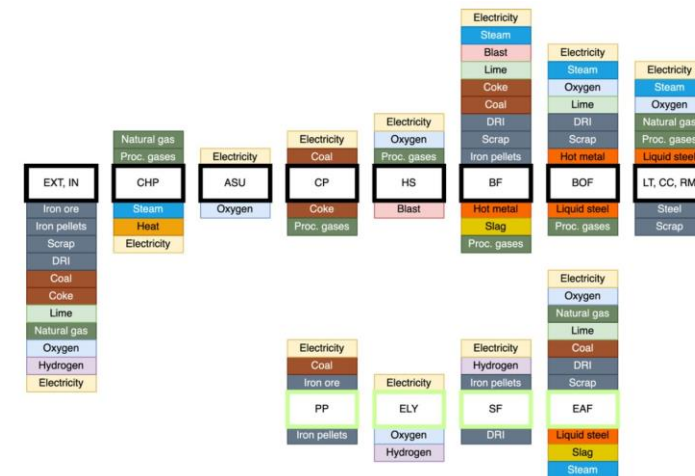 EXT, IN
Iron ore
Iron pellets
Scrap
DRI
Coal
Coke
Lime
Natural gas
Oxygen
Hydrogen
Electricity
Natural gas
Proc. gases
CHP
Steam
Heat
Electricity
Electricity
ASU
Oxygen
Electricity
Coal
CP
Coke
Proc. gases
Electricity
Oxygen
Proc. gases
HS
Blast
Electricity
Steam
Blast
Lime
Coke
Coal
DRI
Scrap
Iron pellets
BF
Hot metal
Slag
Proc. gases
Electricity
Steam
Oxygen
Lime
DRI
Scrap
Hot metal
BOF
Liquid steel
Proc. gases
Electricity
Steam
Oxygen
Natural gas
Proc. gases
Liquid steel
LT, CC, RM
Steel
Scrap
Electricity
Coal
Iron ore
PP
Iron pellets
Electricity
ELY
Oxygen
Hydrogen
Electricity
Hydrogen
Iron pellets
SF
DRI
Electricity
Oxygen
Natural gas
Lime
Coal
DRI
Scrap
EAF
Liquid steel
Slag
Steam